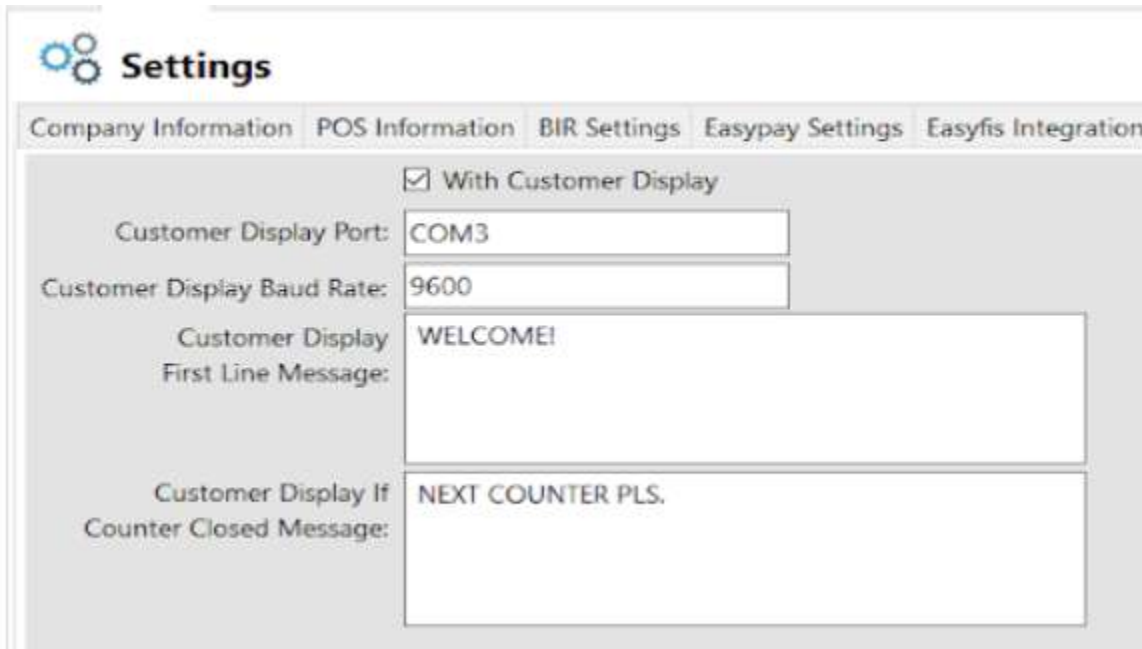 Settings
Company Information POS Information BIR Settings Easypay Settings Easyfis Integration
With Customer Display
Customer Display Port: COM3
Customer Display Baud Rate: 9600
Customer Display First Line Message: WELCOME!
Customer Display If Counter Closed Message: NEXT COUNTER PLS.